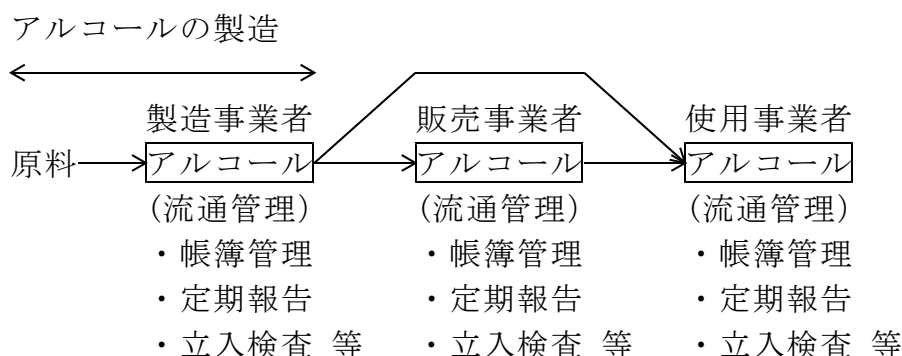 アルコールの製造
製造事業者 販売事業者 使用事業者
原料 アルコール アルコール アルコール
(流通管理) (流通管理) (流通管理)
・帳簿管理 ・帳簿管理 ・帳簿管理
・定期報告 ・定期報告 ・定期報告
・立入検査 等 ・立入検査 等 ・立入検査 等